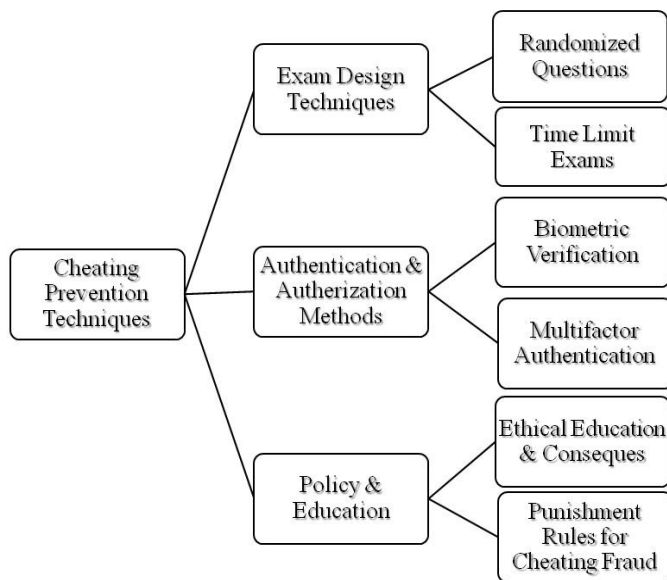 Exam Design
Techniques
Randomized
Questions
Time Limit
Exams
Cheating
Prevention
Techniques
Authentication &
Autherization
Methods
Biometric
Verification
Multifactor
Authentication
Policy &
Education
Ethical Education
& Conseques
Punishment
Rules for
Cheating Fraud